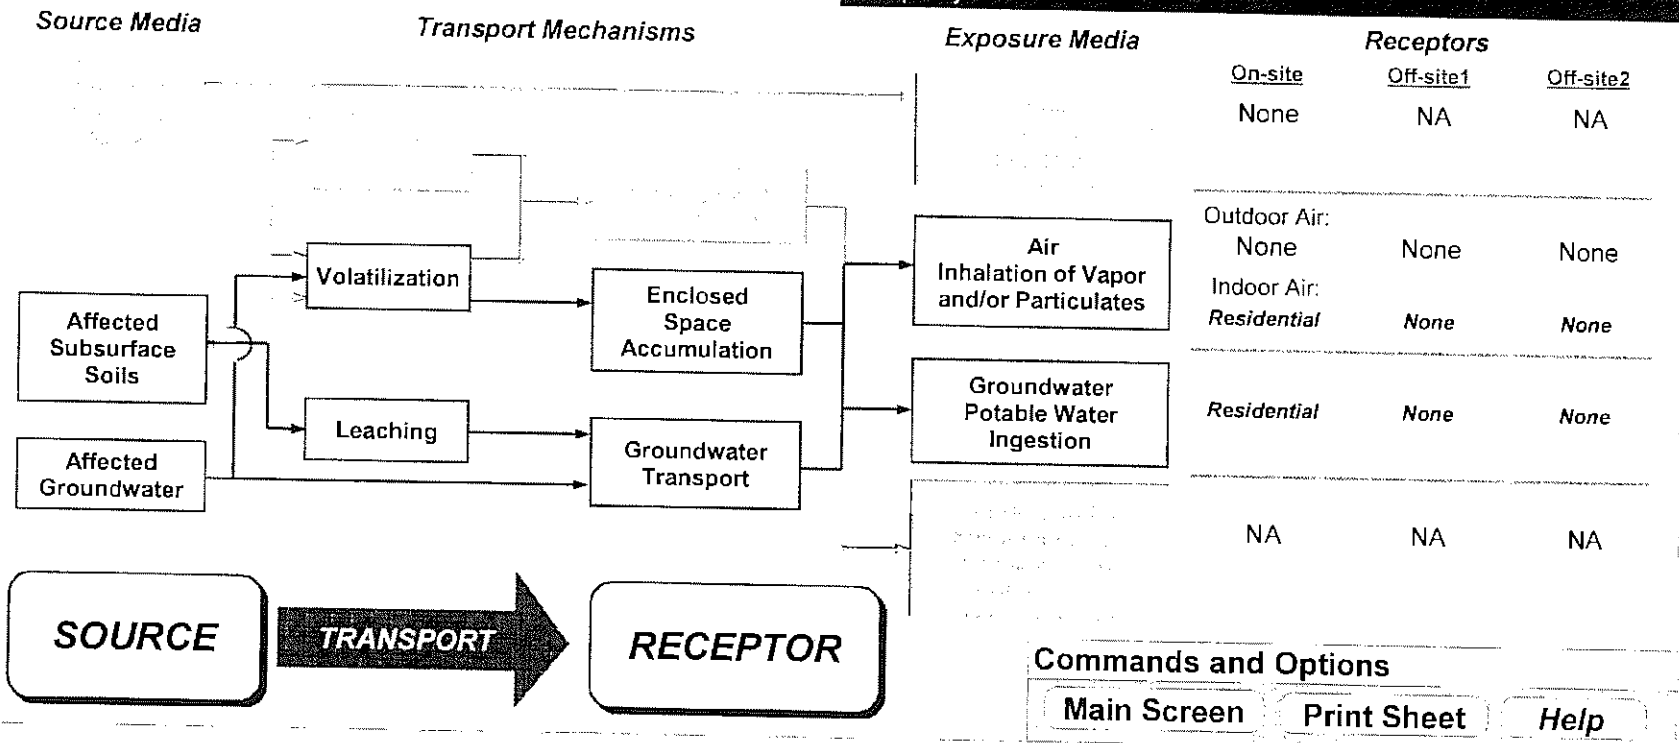 Source Media
Transport Mechanisms
Exposure Media
Receptors
On-site
Off-site1
Off-site2
None
NA
NA
Outdoor Air:
None
None
None
Indoor Air:
Residential
None
None
Air
Inhalation of Vapor
and/or Particulates
Volatilization
Enclosed
Space
Accumulation
Affected
Subsurface
Soils
Groundwater
Potable Water
Ingestion
Residential
None
None
Leaching
Groundwater
Transport
Affected
Groundwater
NA
NA
NA
SOURCE
TRANSPORT
RECEPTOR
Commands and Options
Main Screen
Print Sheet
Help